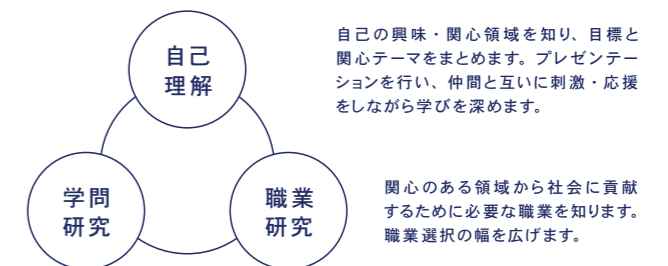 自己
理解
自己の興味・関心領域を知り、目標と
関心テーマをまとめます。プレゼンテー
ションを行い、仲間と互いに刺激・応援
をしながら学びを深めます。
学問
研究
職業
研究
関心のある領域から社会に貢献
するために必要な職業を知ります。
職業選択の幅を広げます。